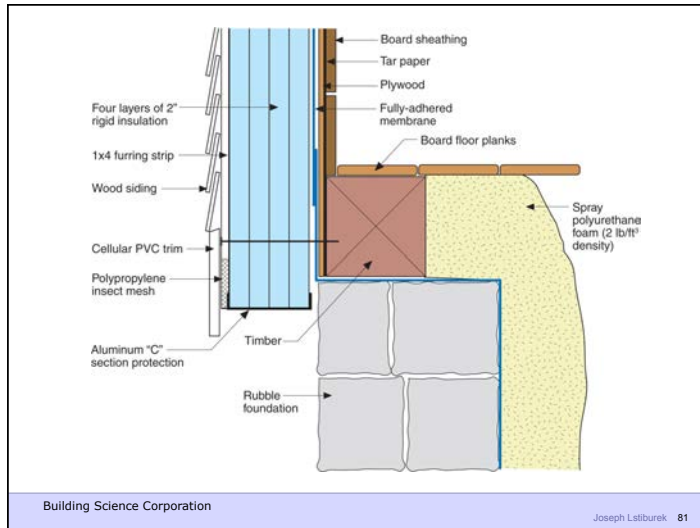 Board sheathing
Tar paper
Plywood
Four layers of 2"
rigid insulation
Fully-adhered
membrane
Board floor planks
1x4 furring strip
Wood siding
Spray
polyurethane
foam (2 lb/ft³
density)
Cellular PVC trim
Polypropylene
insect mesh
Aluminum "C"
section protection
Timber
Rubble
foundation
Building Science Corporation
Joseph Lstiburek 81